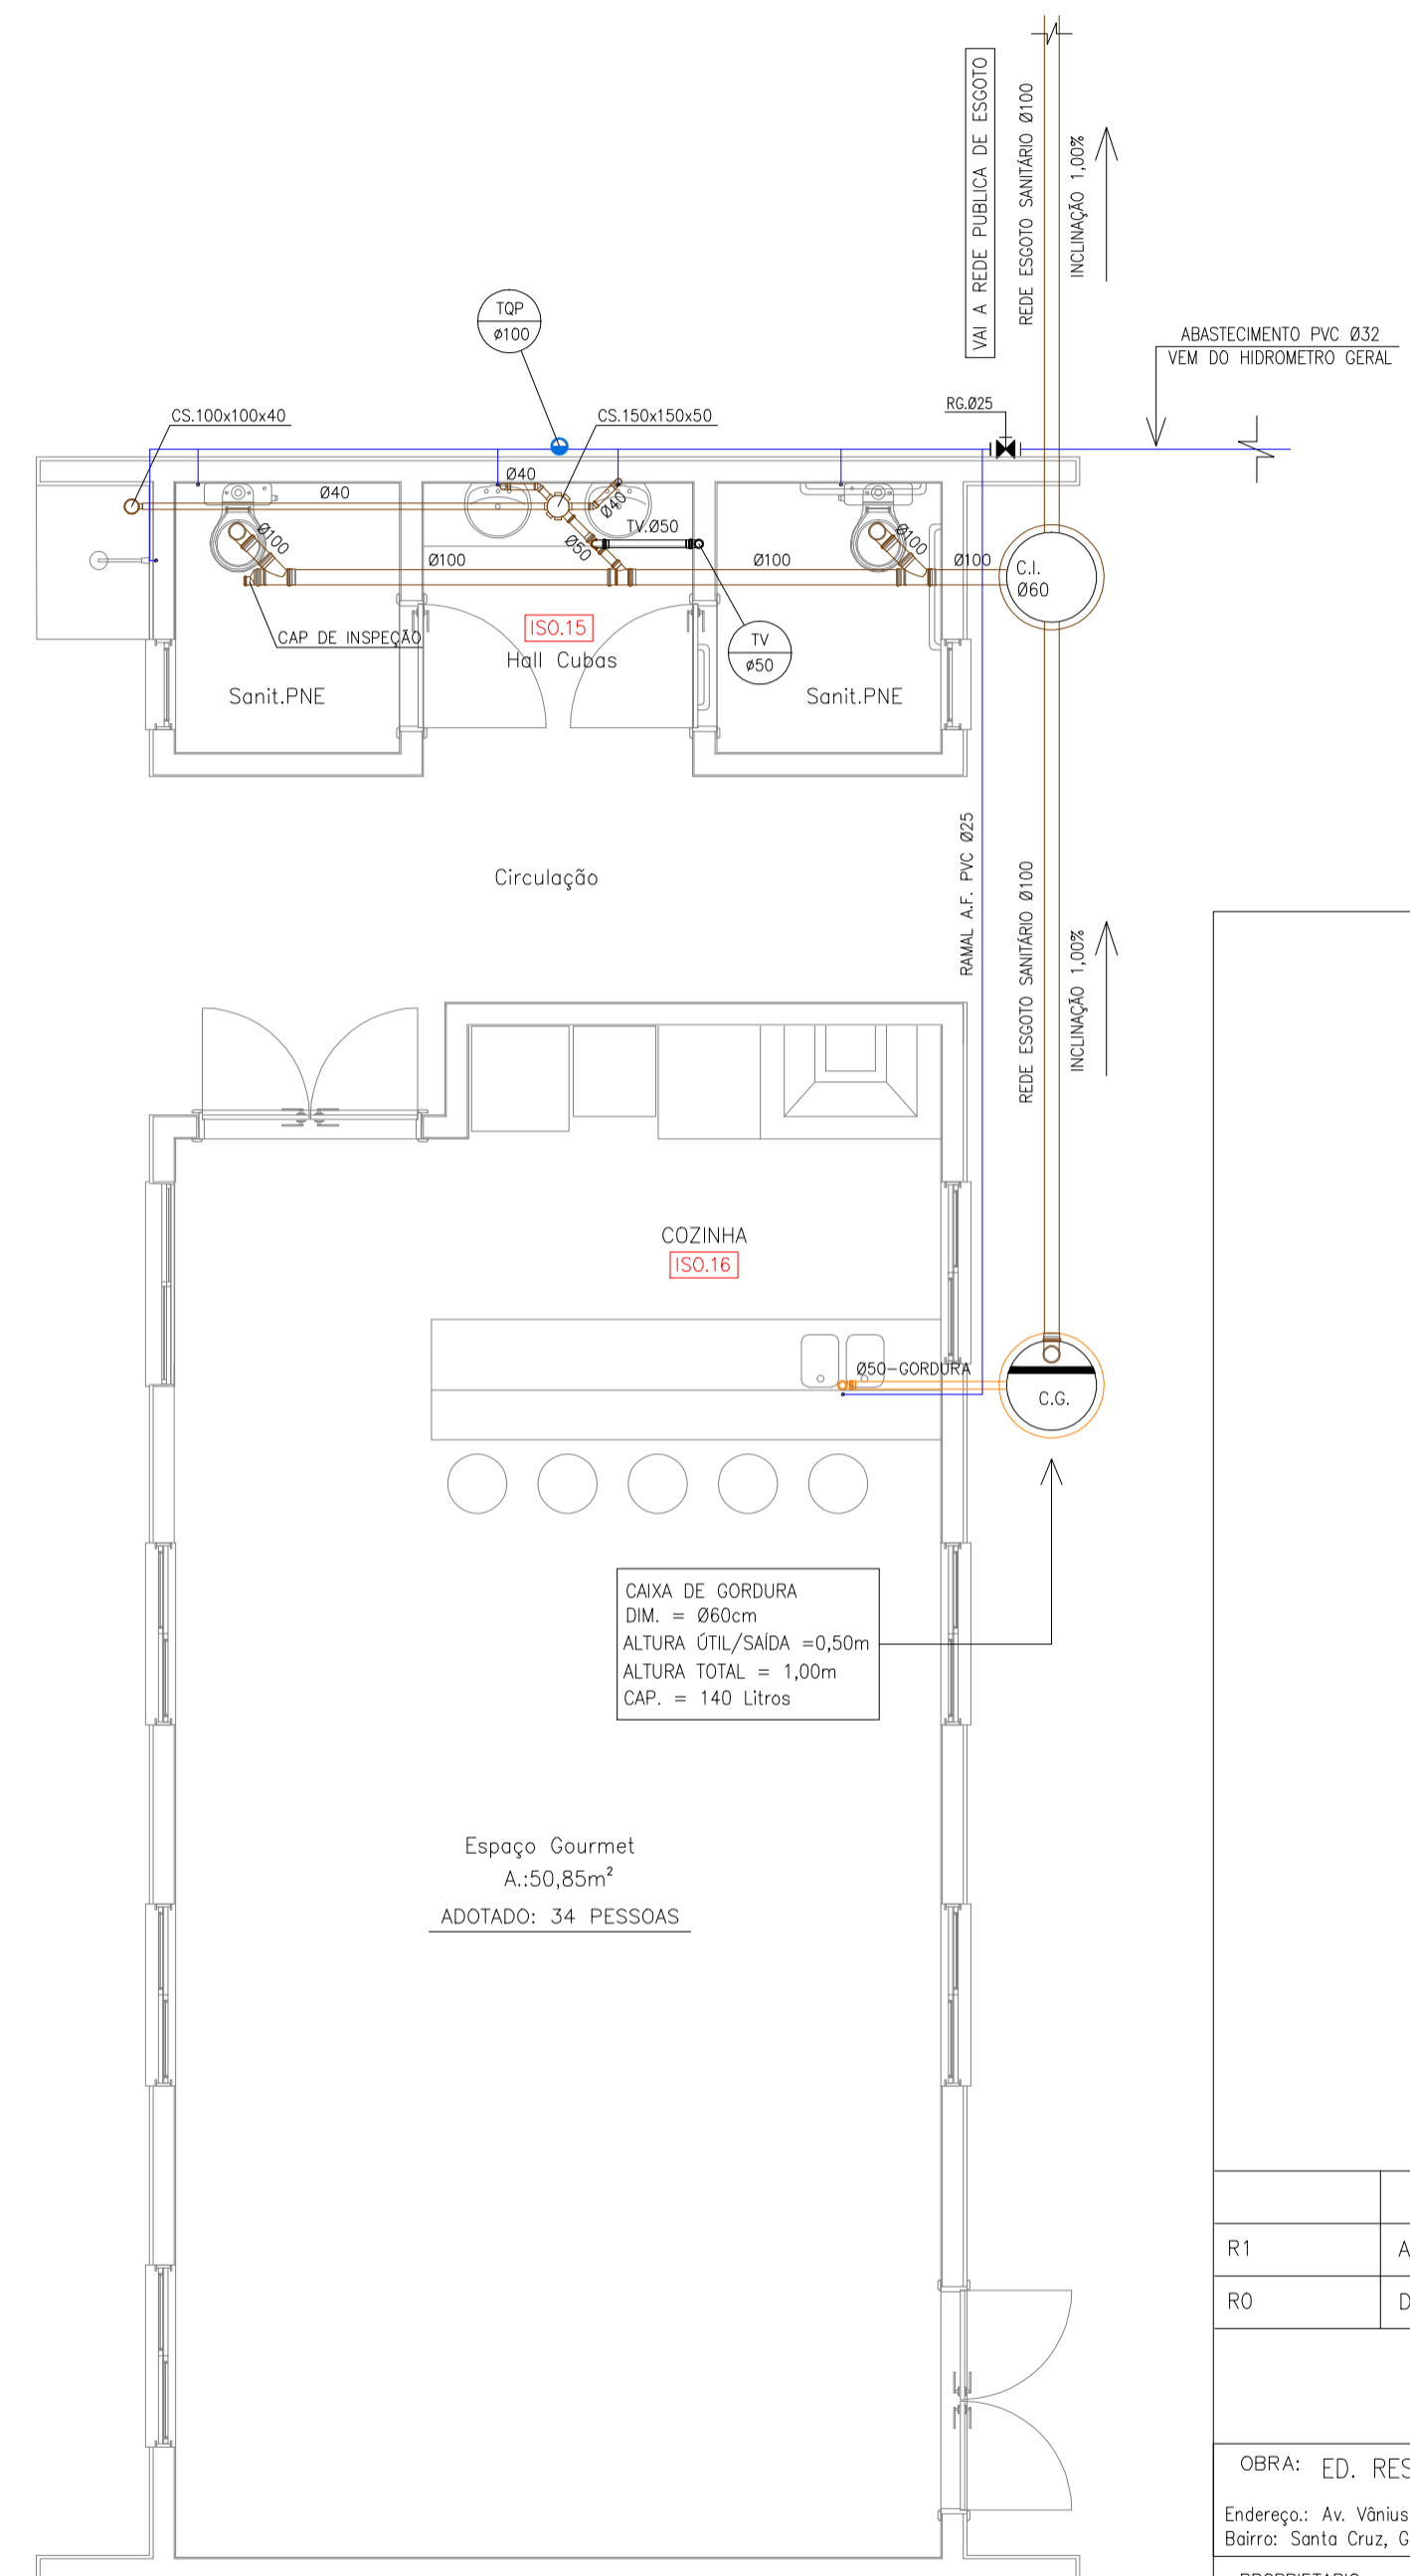 VAI A REDE PUBLICA DE ESGOTO
REDE ESGOTO SANITÁRIO Ø100
INCLINAÇÃO 1,00%
TQP
ø100
ABASTECIMENTO PVC Ø32
VEM DO HIDROMETRO GERAL
CS.100x100x40
CS.150x150x50
RG.Ø25
Ø40
Ø40
Ø40
TV.Ø50
Ø100
Ø50
Ø100
Ø100
Ø100
Ø100
C.I.
Ø60
CAP DE INSPEÇÃO
ISO.15
Hall Cubas
TV
ø50
Sanit.PNE
Sanit.PNE
Circulação
RAMAL A.F. PVC Ø25
REDE ESGOTO SANITÁRIO Ø100
INCLINAÇÃO 1,00%
COZINHA
ISO.16
Ø50-GORDURA
C.G.
CAIXA DE GORDURA
DIM. = Ø60cm
ALTURA ÚTIL/SAÍDA =0,50m
ALTURA TOTAL = 1,00m
CAP. = 140 Litros
Espaço Gourmet
A.:50,85m²
ADOTADO: 34 PESSOAS
R1 A
R0 D
OBRA: ED. RES
Endereço.: Av. Vânius
Bairro: Santa Cruz, G